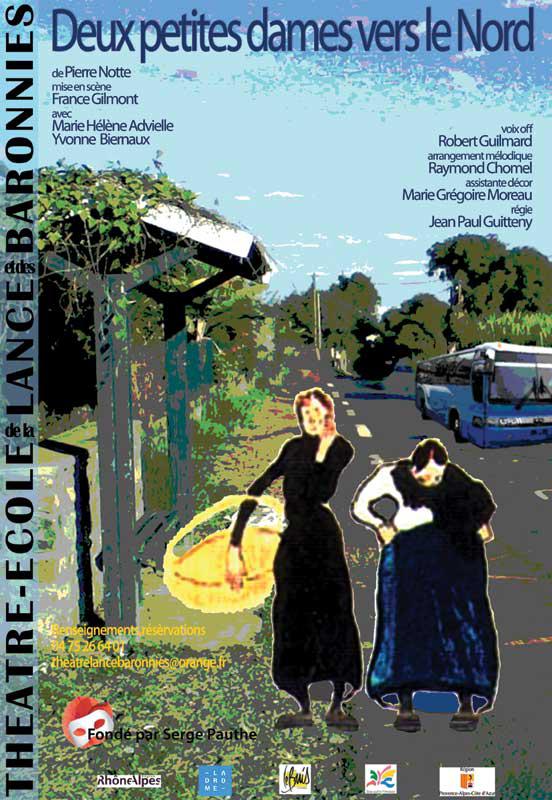 Deux petites dames vers le Nord
de Pierre Notte
mise en scène
France Gilmont
avec
Marie Hélène Advielle
Yvonne Biernaux
voix off
Robert Guilmard
arrangement mélodique
Raymond Chomel
assistante décor
Marie Grégoire Moreau
régie
Jean Paul Guitteny
THEATRE-ECOLE de la LANCE et des BARONNIES
Renseignements réservations
04 75 26 64 07
theatrelancebaronnies@orange.fr
Fondé par Serge Pauthe
RhôneAlpes
LA
DRO
ME
Buis
Région
Provence-Alpes-Côte d'Azur